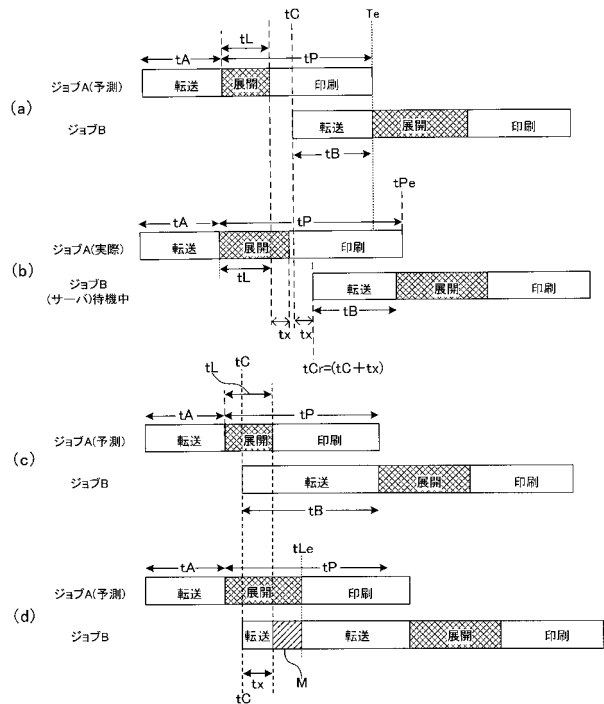 tC
Te
tL
tA
tP
(a)
ジョブA(予測)
転送
展開
印刷
ジョブB
転送
展開
印刷
tB
tPe
tA
tP
(b)
ジョブA(実際)
転送
展開
印刷
tL
ジョブB
(サーバ)待機中
転送
展開
印刷
tx
tx
tB
tCr=(tC+tx)
tL
tC
tA
tP
(c)
ジョブA(予測)
転送
展開
印刷
ジョブB
転送
展開
印刷
tB
tLe
tA
tP
(d)
ジョブA(予測)
転送
展開
印刷
ジョブB
転送
転送
展開
印刷
tx
M
tC